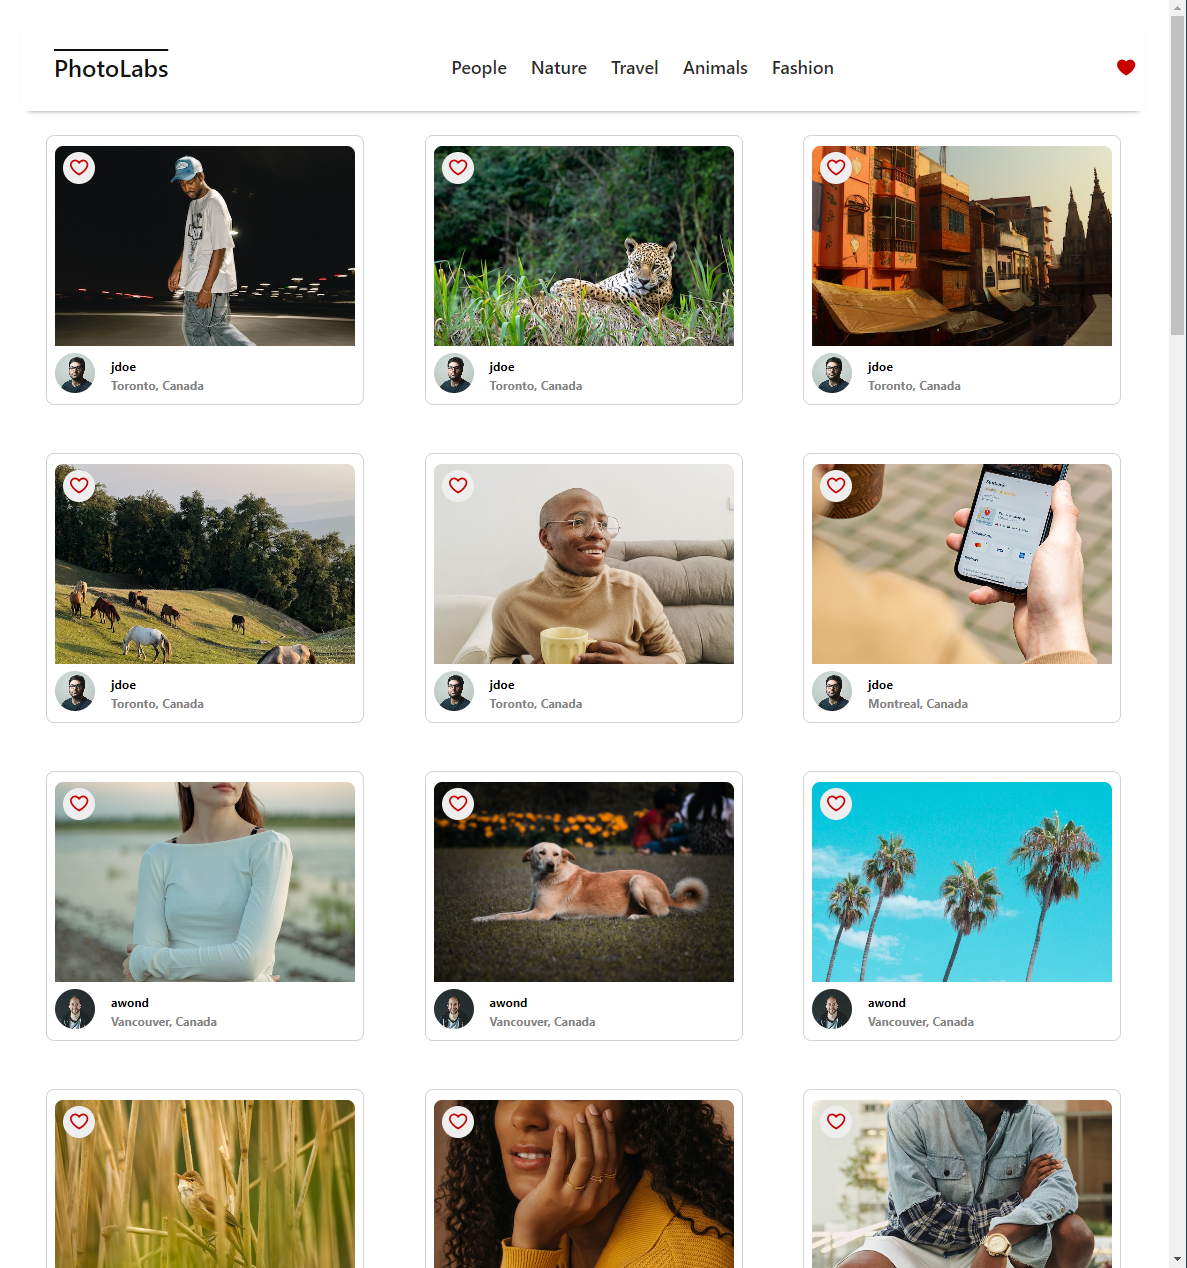 PhotoLabs
People Nature Travel Animals Fashion
jdoe
Toronto, Canada
jdoe
Toronto, Canada
jdoe
Toronto, Canada
jdoe
Toronto, Canada
jdoe
Toronto, Canada
jdoe
Montreal, Canada
awond
Vancouver, Canada
awond
Vancouver, Canada
awond
Vancouver, Canada